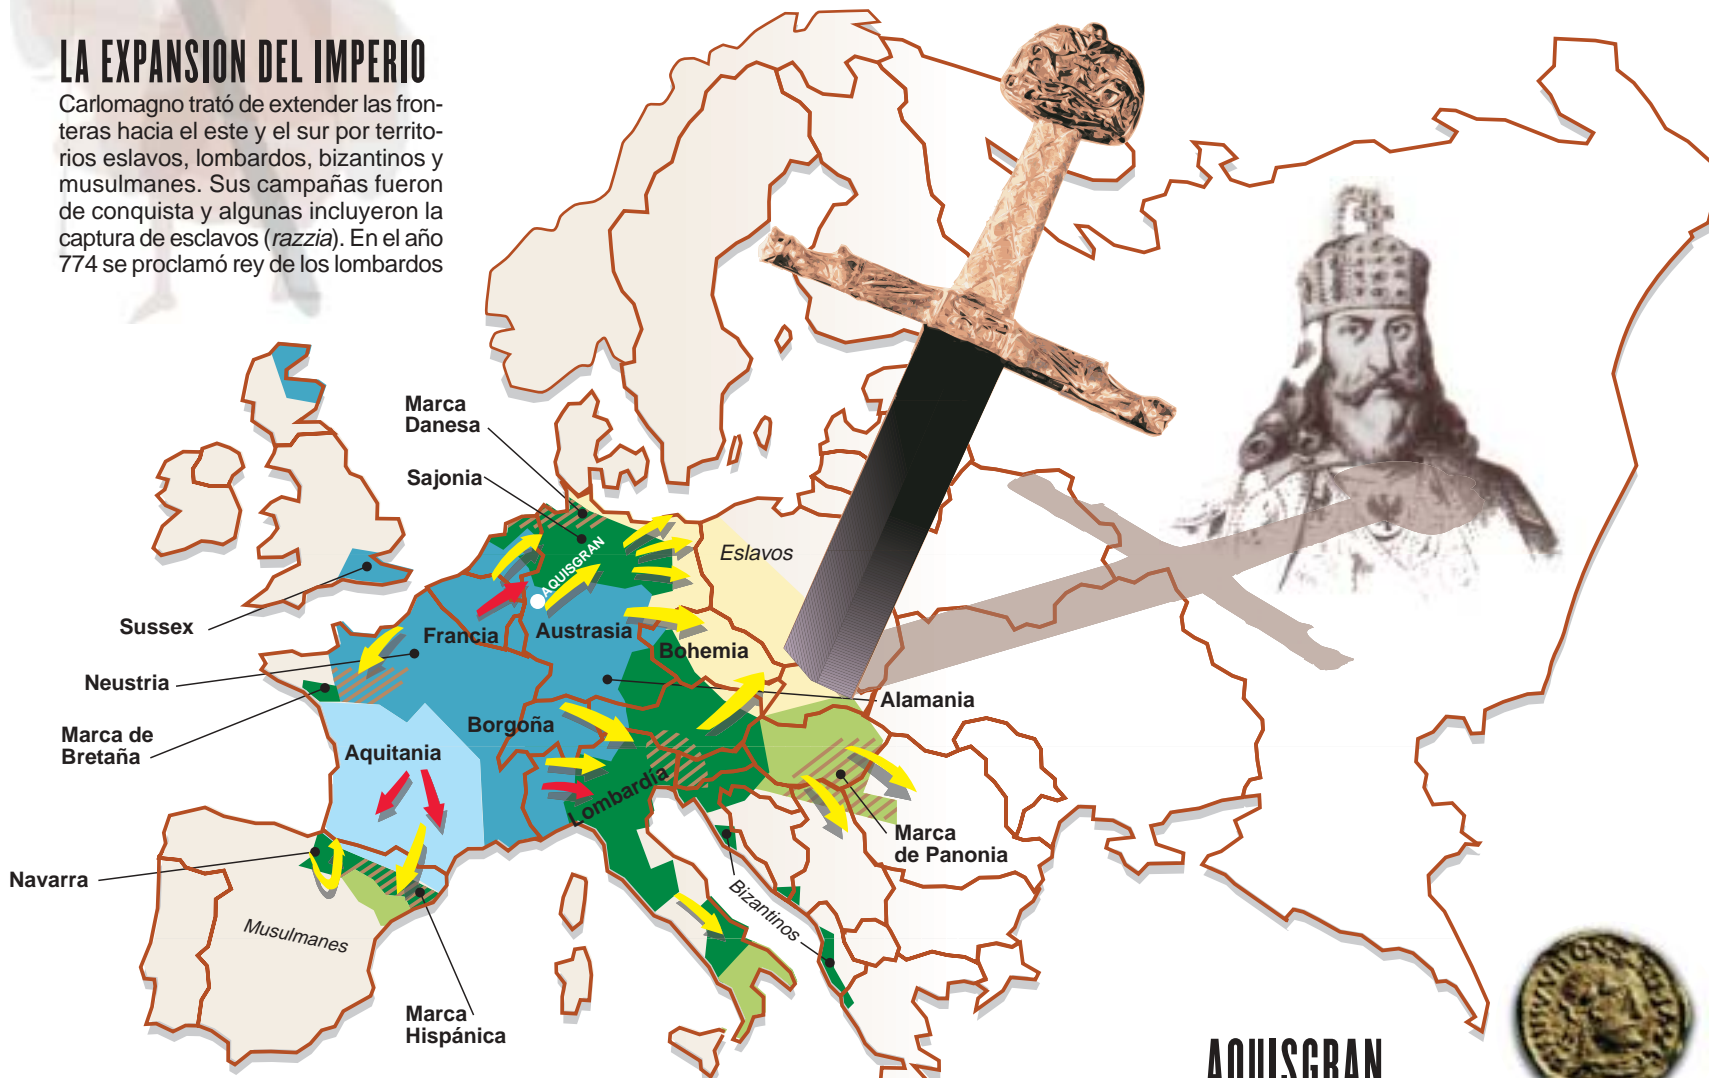 LA EXPANSION DEL IMPERIO
Carlomagno trató de extender las fron-
teras hacia el este y el sur por territo-
rios eslavos, lombardos, bizantinos y
musulmanes. Sus campañas fueron
de conquista y algunas incluyeron la
captura de esclavos (razzia). En el año
774 se proclamó rey de los lombardos
Marca
Danesa
Sajonia
AQUISGRAN
Eslavos
Sussex
Francia
Austrasia
Bohemia
Neustria
Alamania
Marca de
Bretaña
Borgoña
Aquitania
Lombardía
Marca
de Panonia
Navarra
Bizantinos
Musulmanes
Marca
Hispánica
AQUISGRAN